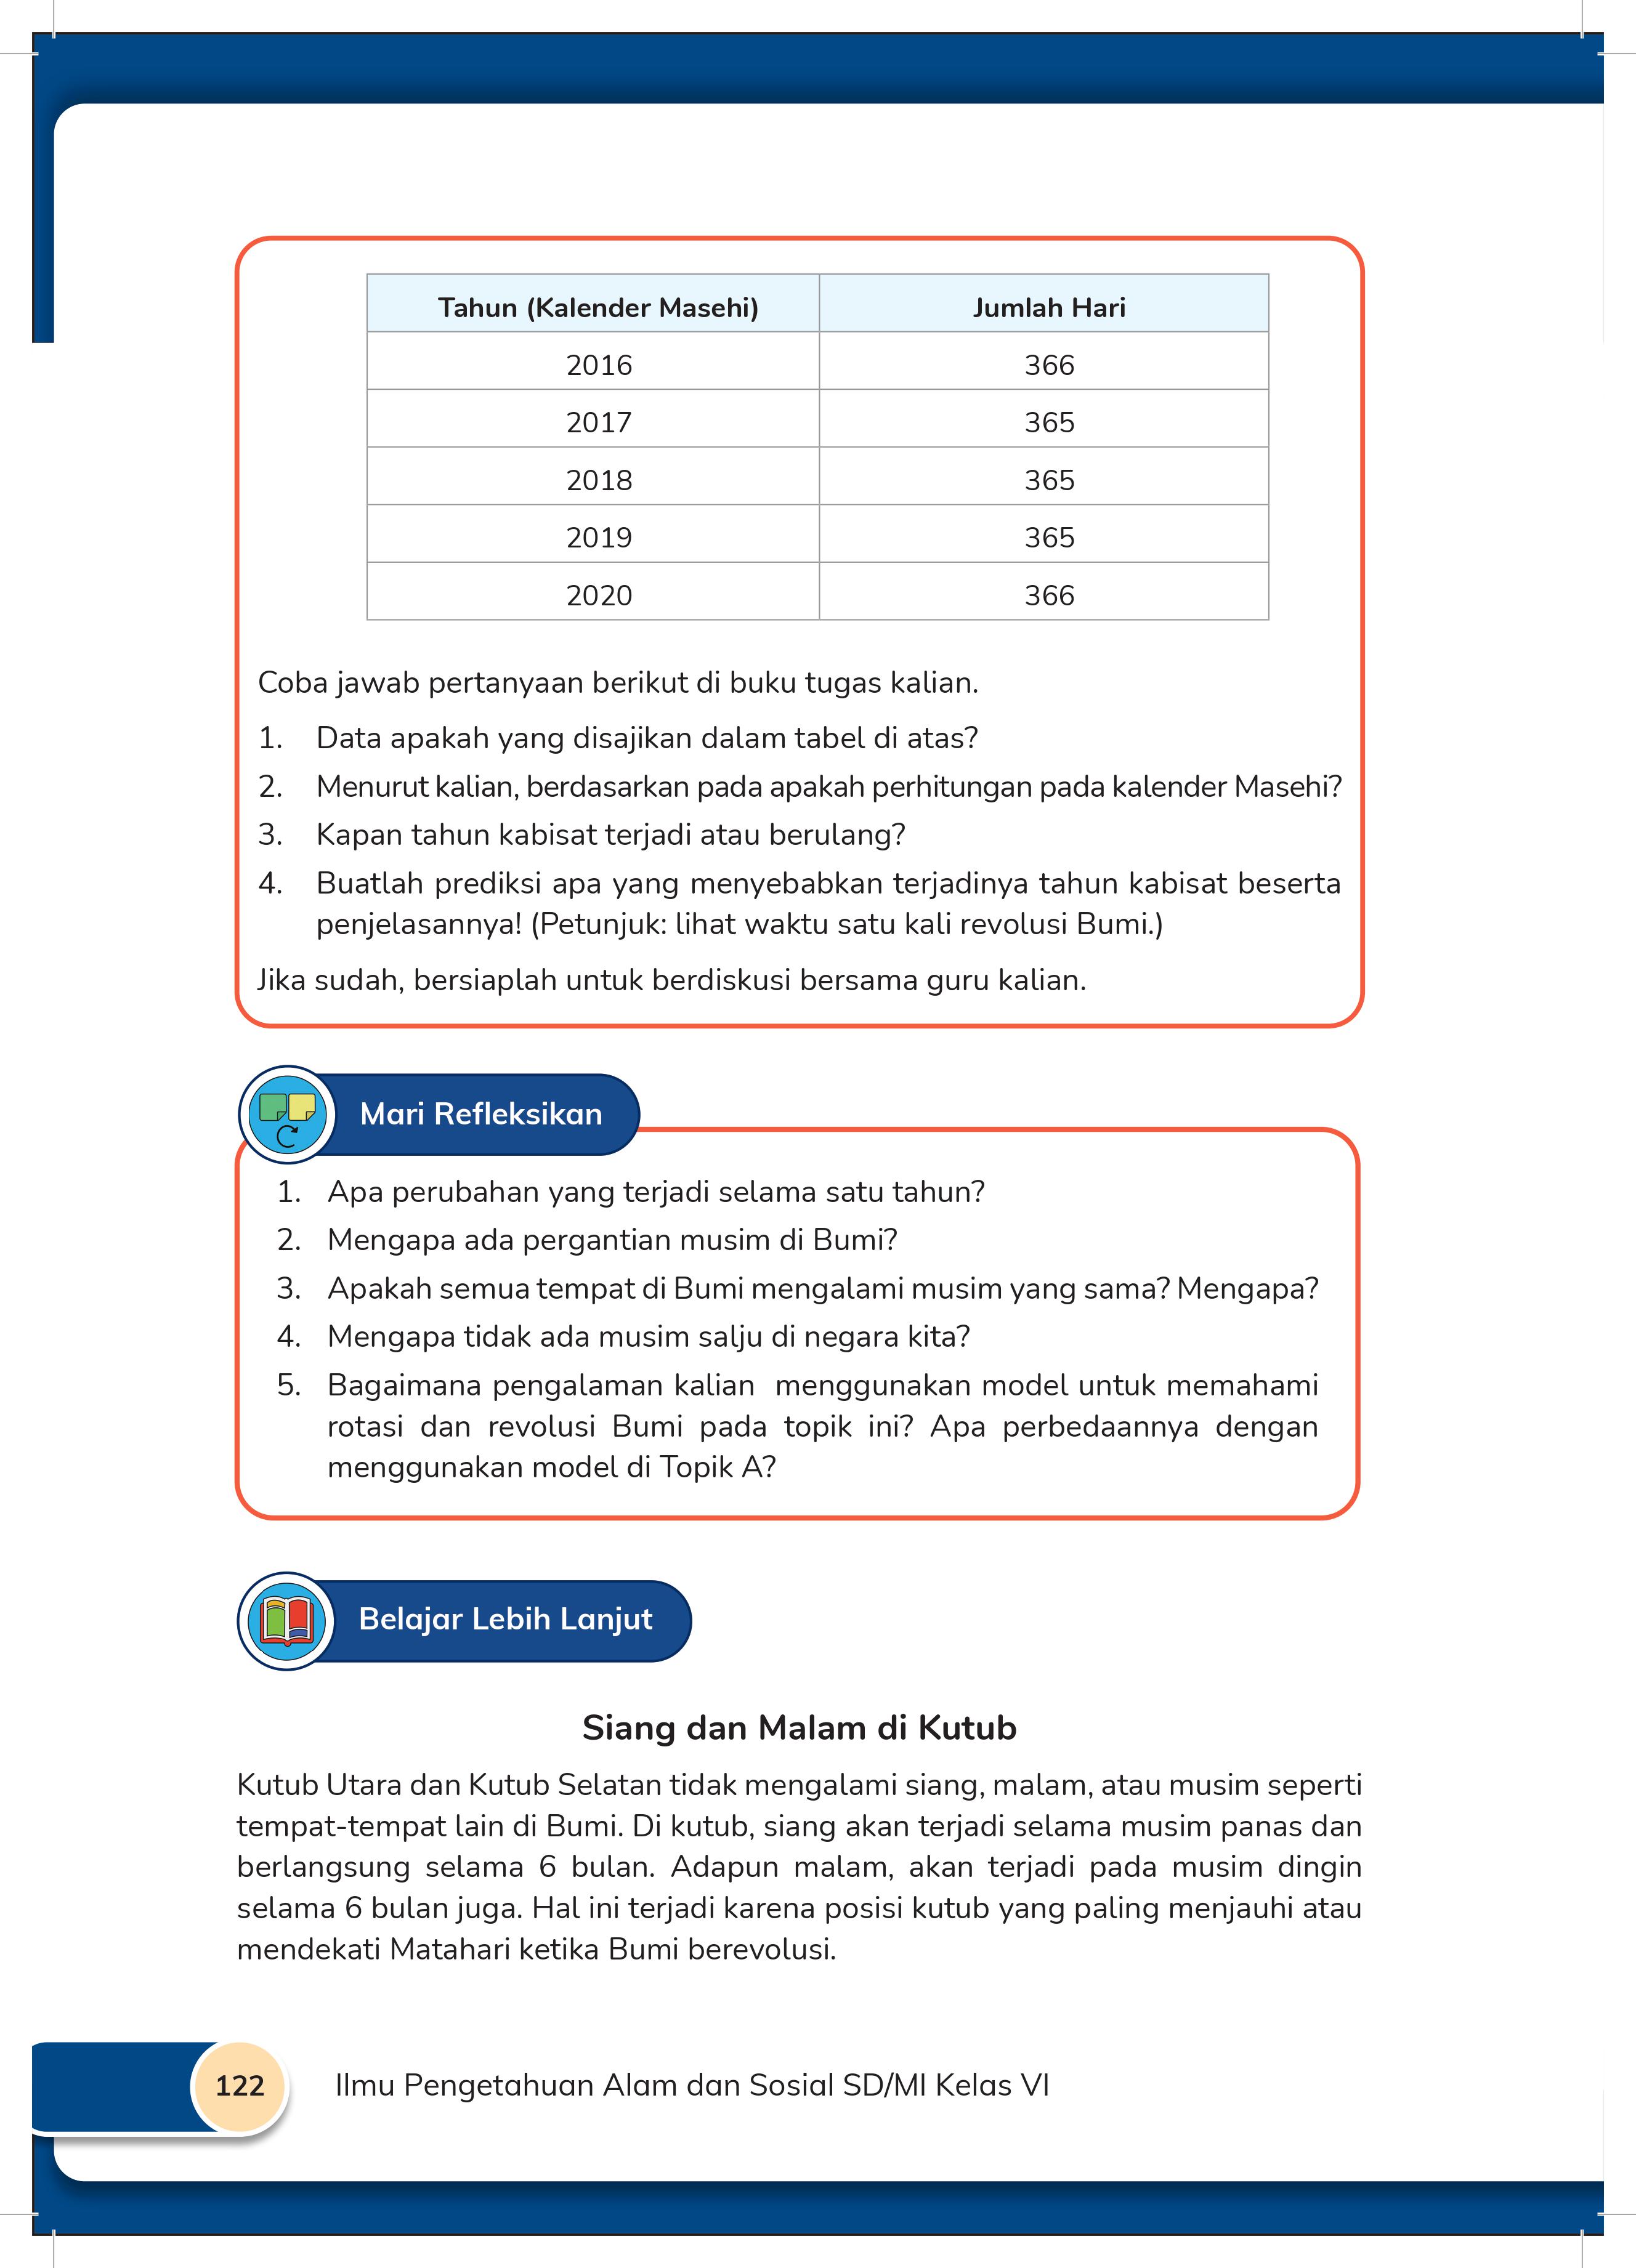 Tahun (Kalender Masehi) Jumlah Hari
2016 366
2017 365
2018 365
2019 365
2020 366
Coba jawab pertanyaan berikut di buku tugas kalian.
1. Data apakah yang disajikan dalam tabel di atas?
2. Menurut kalian, berdasarkan pada apakah perhitungan pada kalender Masehi?
3. Kapan tahun kabisat terjadi atau berulang?
4. Buatlah prediksi apa yang menyebabkan terjadinya tahun kabisat beserta
penjelasannya! (Petunjuk: lihat waktu satu kali revolusi Bumi.)
Jika sudah, bersiaplah untuk berdiskusi bersama guru kalian.
Mari Refleksikan
1. Apa perubahan yang terjadi selama satu tahun?
2. Mengapa ada pergantian musim di Bumi?
3. Apakah semua tempat di Bumi mengalami musim yang sama? Mengapa?
4. Mengapa tidak ada musim salju di negara kita?
5. Bagaimana pengalaman kalian menggunakan model untuk memahami
rotasi dan revolusi Bumi pada topik ini? Apa perbedaannya dengan
menggunakan model di Topik A?
Belajar Lebih Lanjut
Siang dan Malam di Kutub
Kutub Utara dan Kutub Selatan tidak mengalami siang, malam, atau musim seperti
tempat-tempat lain di Bumi. Di kutub, siang akan terjadi selama musim panas dan
berlangsung selama 6 bulan. Adapun malam, akan terjadi pada musim dingin
selama 6 bulan juga. Hal ini terjadi karena posisi kutub yang paling menjauhi atau
mendekati Matahari ketika Bumi berevolusi.
122 Ilmu Pengetahuan Alam dan Sosial SD/MI Kelas VI